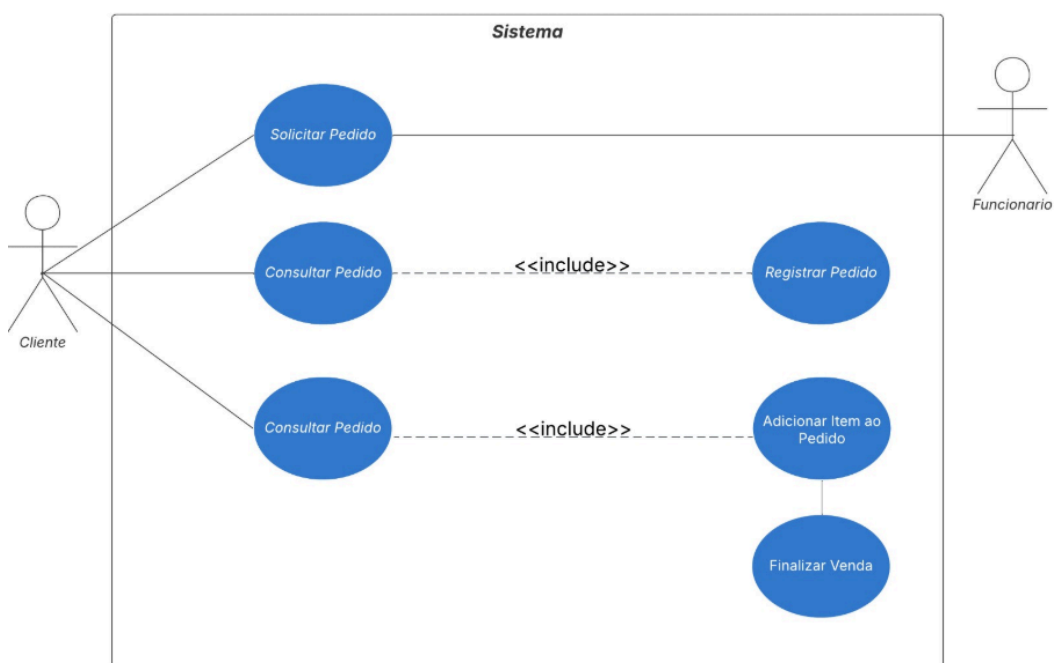 Sistema
Solicitar Pedido
Funcionario
Consultar Pedido
<<include>>
Registrar Pedido
Cliente
Consultar Pedido
<<include>>
Adicionar Item ao
Pedido
Finalizar Venda